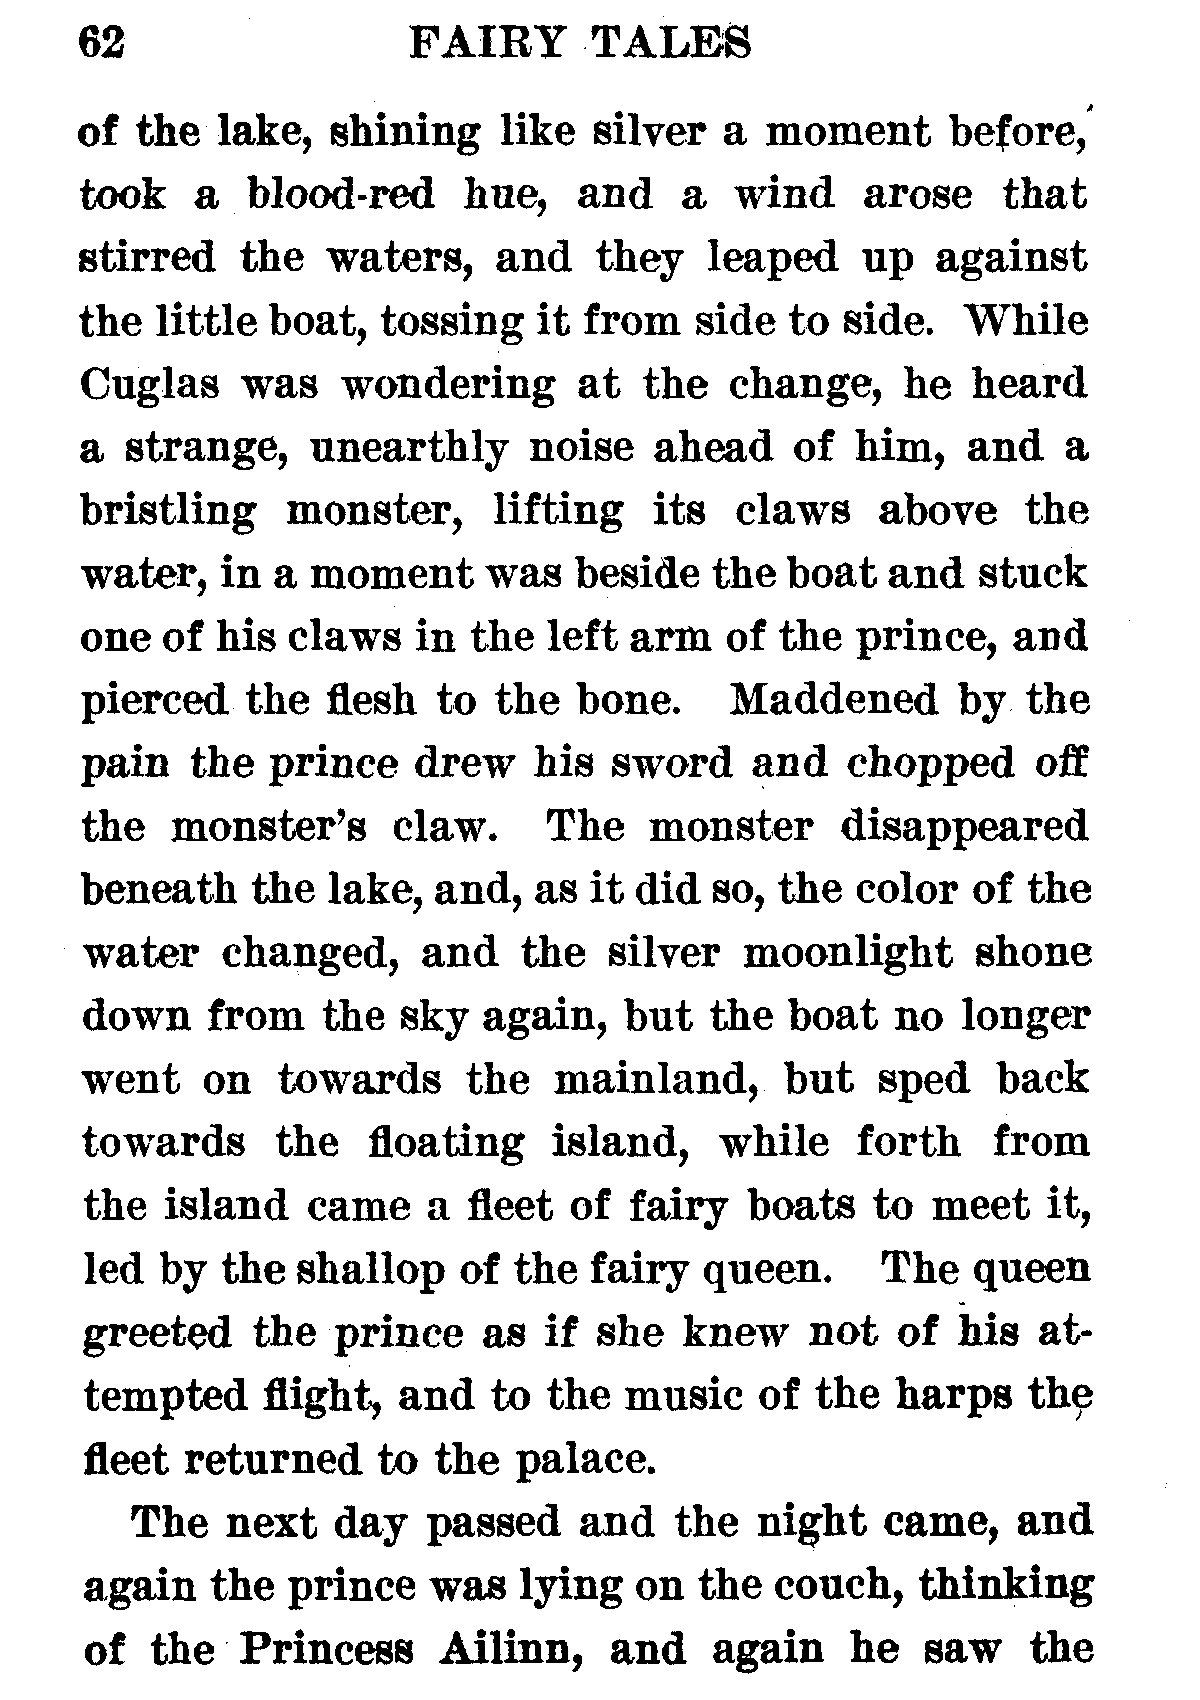 62 FAIRY TALES
of the lake, shining like silver a moment before,
took a blood-red hue, and a wind arose that
stirred the waters, and they leaped up against
the little boat, tossing it from side to side. While
Cuglas was wondering at the change, he heard
a strange, unearthly noise ahead of him, and a
bristling monster, lifting its claws above the
water, in a moment was beside the boat and stuck
one of his claws in the left arm of the prince, and
pierced the flesh to the bone. Maddened by the
pain the prince drew his sword and chopped off
the monster's claw. The monster disappeared
beneath the lake, and, as it did so, the color of the
water changed, and the silver moonlight shone
down from the sky again, but the boat no longer
went on towards the mainland, but sped back
towards the floating island, while forth from
the island came a fleet of fairy boats to meet it,
led by the shallop of the fairy queen. The queen
greeted the prince as if she knew not of his at-
tempted flight, and to the music of the harps the
fleet returned to the palace.
The next day passed and the night came, and
again the prince was lying on the couch, thinking
of the Princess Ailinn, and again he saw the